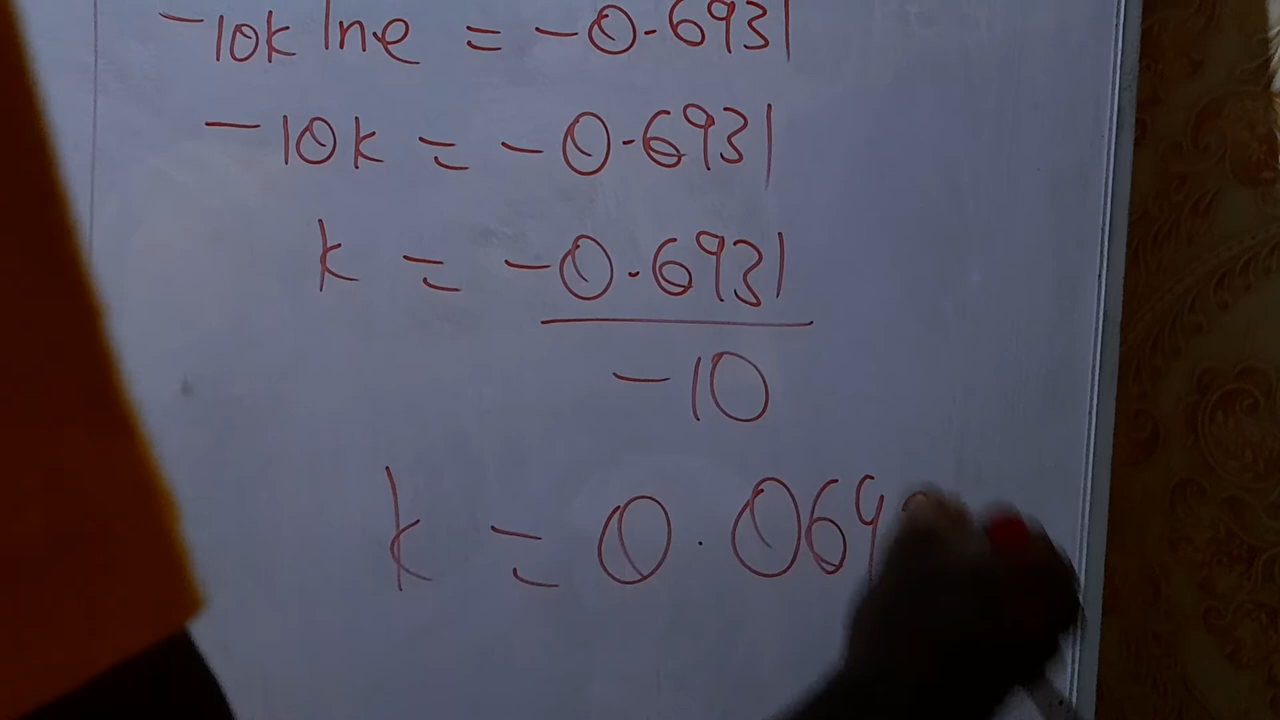 -10k lne = -0.6931
-10k = -0.6931
k = -0.6931
-10
k = 0.069